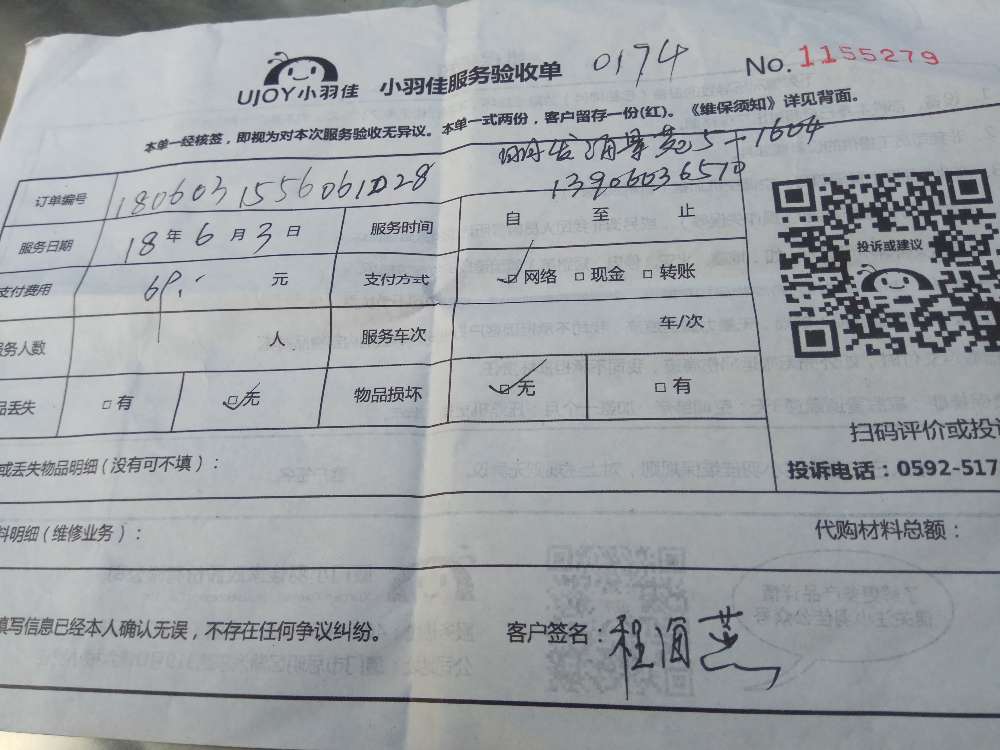 UJOY小羽佳 小羽佳服务验收单 0174 No. 1155279
本单一经核签，即视为对本次服务验收无异议。本单一式两份，客户留存一份(红)。《维保须知》详见背面。
5-1604
13906036570
订单编号 1806031556061028
服务日期 18 年 6 月 3 日 服务时间 自 至 止
支付费用 69.- 元 支付方式 ☑网络 □现金 □转账
服务人数 人 服务车次 车/次
品丢失 □有 ☑无 物品损坏 ☑无 □有
投诉或建议
扫码评价或投诉
投诉电话：0592-517
或丢失物品明细(没有可不填)：
料明细(维修业务)： 代购材料总额：
填写信息已经本人确认无误，不存在任何争议纠纷。 客户签名：程